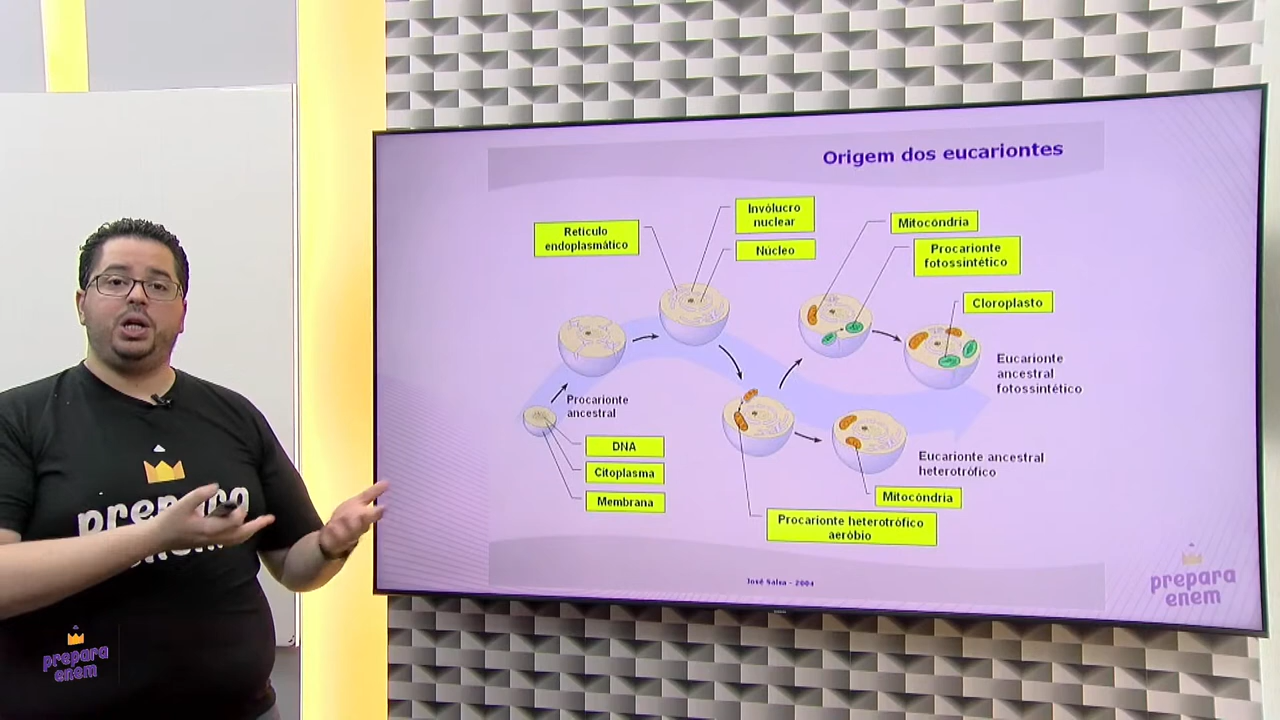 Origem dos eucariontes
Invólucro
nuclear
Retículo
endoplasmático
Núcleo
Mitocôndria
Procarionte
fotossintético
Cloroplasto
Eucarionte
ancestral
fotossintético
Procarionte
ancestral
DNA
Citoplasma
Membrana
Eucarionte ancestral
heterotrófico
Mitocôndria
Procarionte heterotrófico
aeróbio
José Salva - 2004
prepara
enem
prepara
enem
prepara
enem